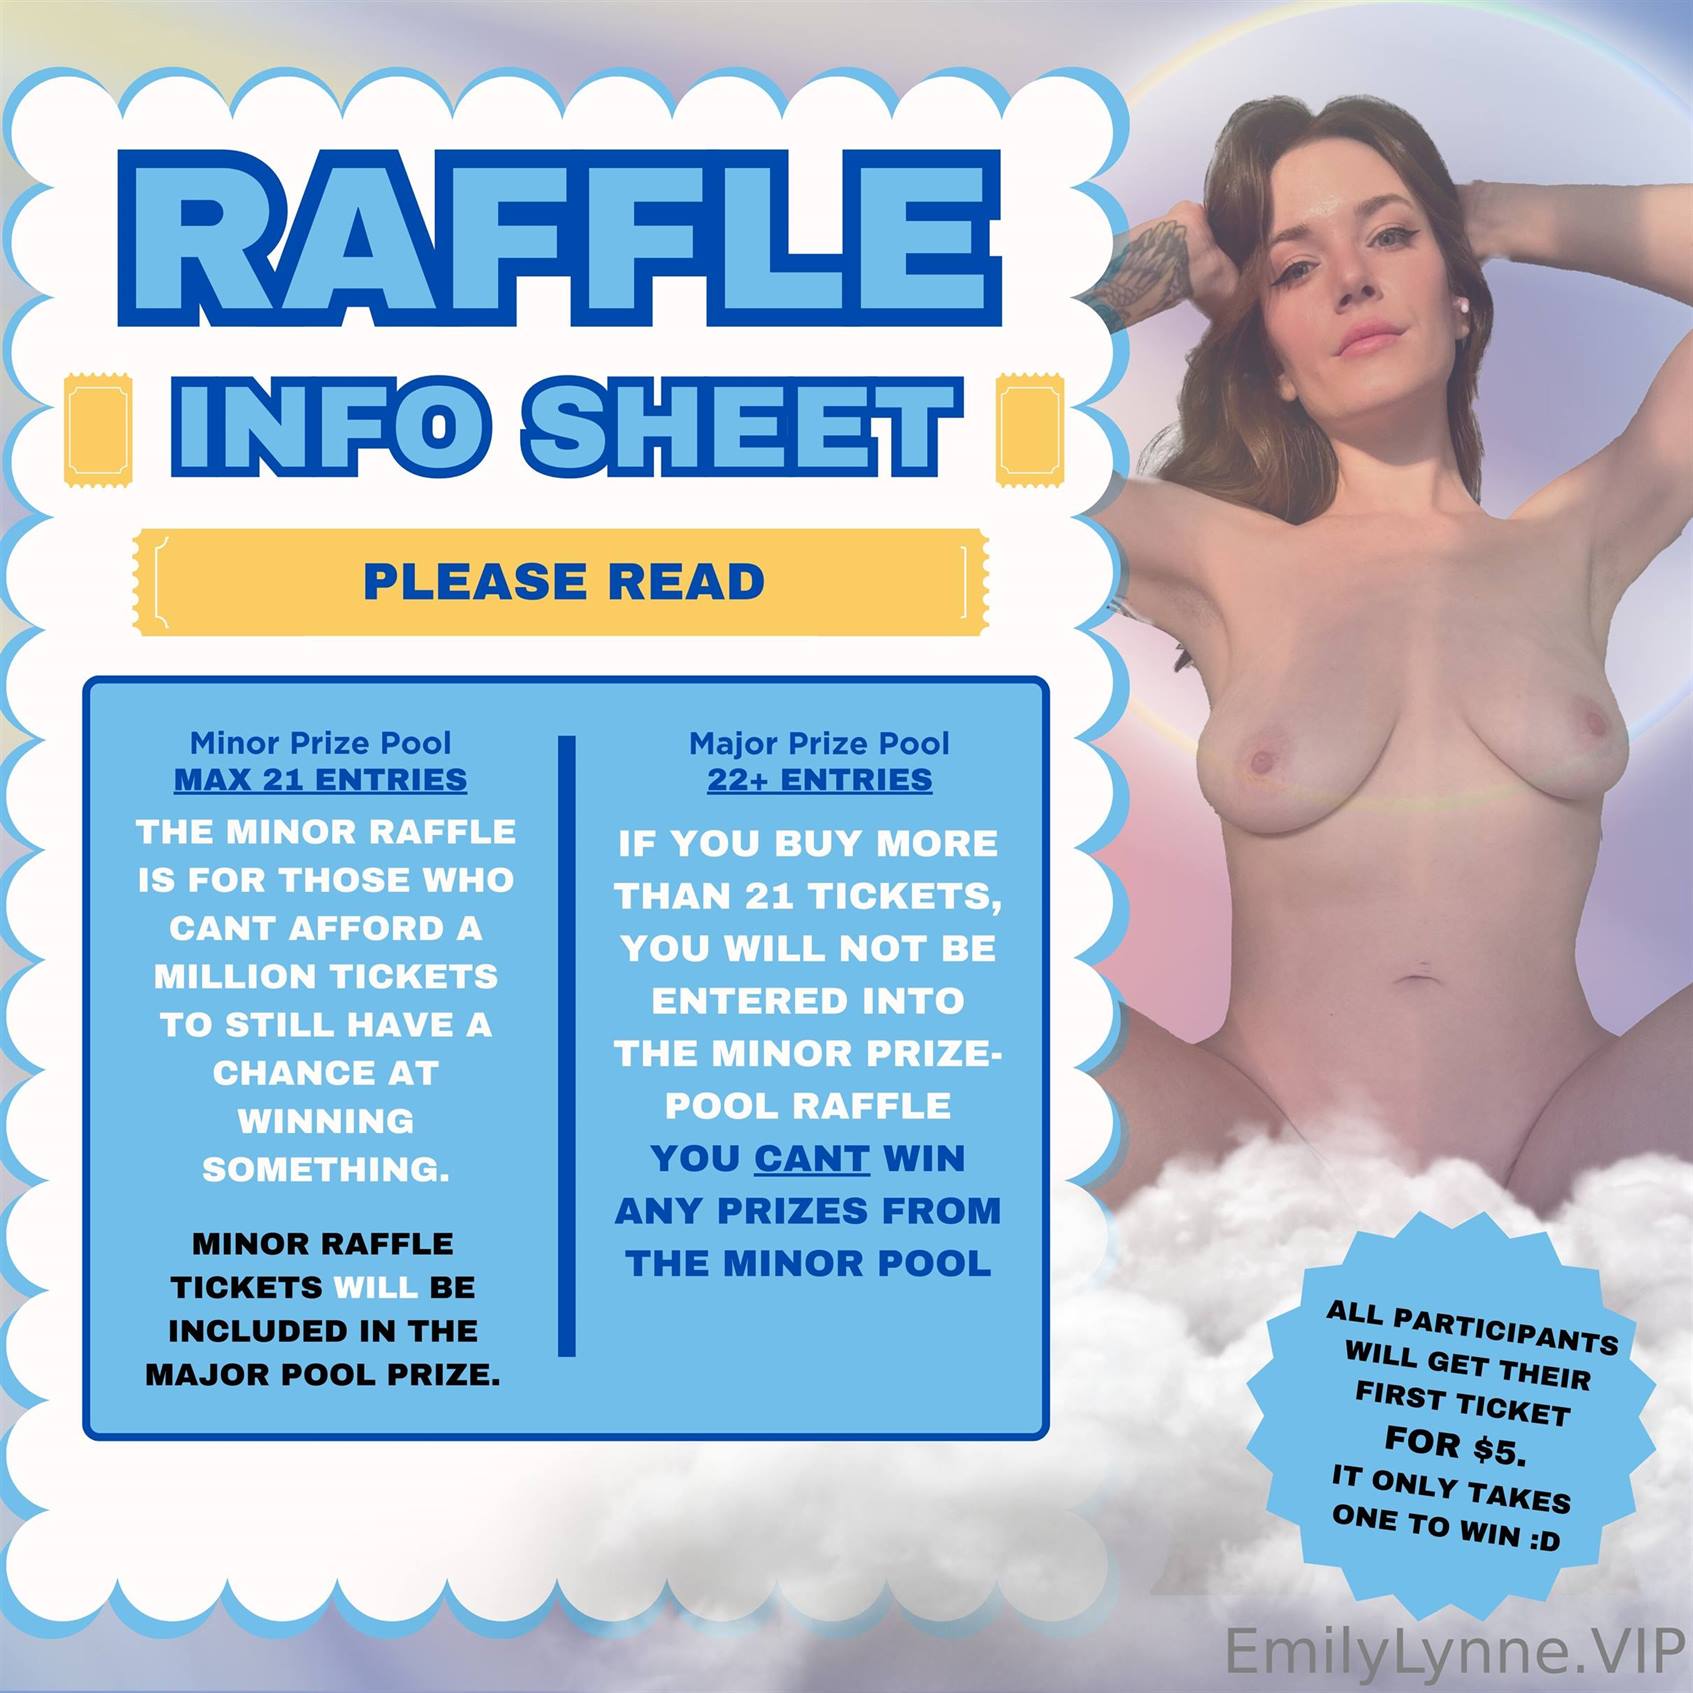 RAFFLE
INFO SHEET
PLEASE READ
Minor Prize Pool
MAX 21 ENTRIES
THE MINOR RAFFLE
IS FOR THOSE WHO
CANT AFFORD A
MILLION TICKETS
TO STILL HAVE A
CHANCE AT
WINNING
SOMETHING.
MINOR RAFFLE
TICKETS WILL BE
INCLUDED IN THE
MAJOR POOL PRIZE.
Major Prize Pool
22+ ENTRIES
IF YOU BUY MORE
THAN 21 TICKETS,
YOU WILL NOT BE
ENTERED INTO
THE MINOR PRIZE-
POOL RAFFLE
YOU CANT WIN
ANY PRIZES FROM
THE MINOR POOL
ALL PARTICIPANTS
WILL GET THEIR
FIRST TICKET
FOR $5.
IT ONLY TAKES
ONE TO WIN :D
EmilyLynne.VIP